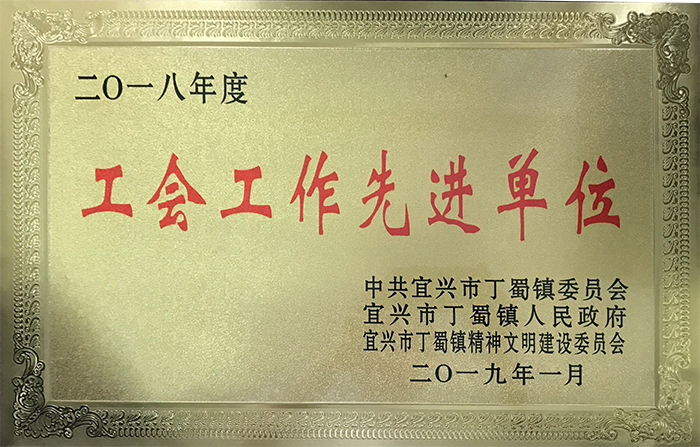 二〇一八年度
工会工作先进单位
中共宜兴市丁蜀镇委员会
宜兴市丁蜀镇人民政府
宜兴市丁蜀镇精神文明建设委员会
二〇一九年一月